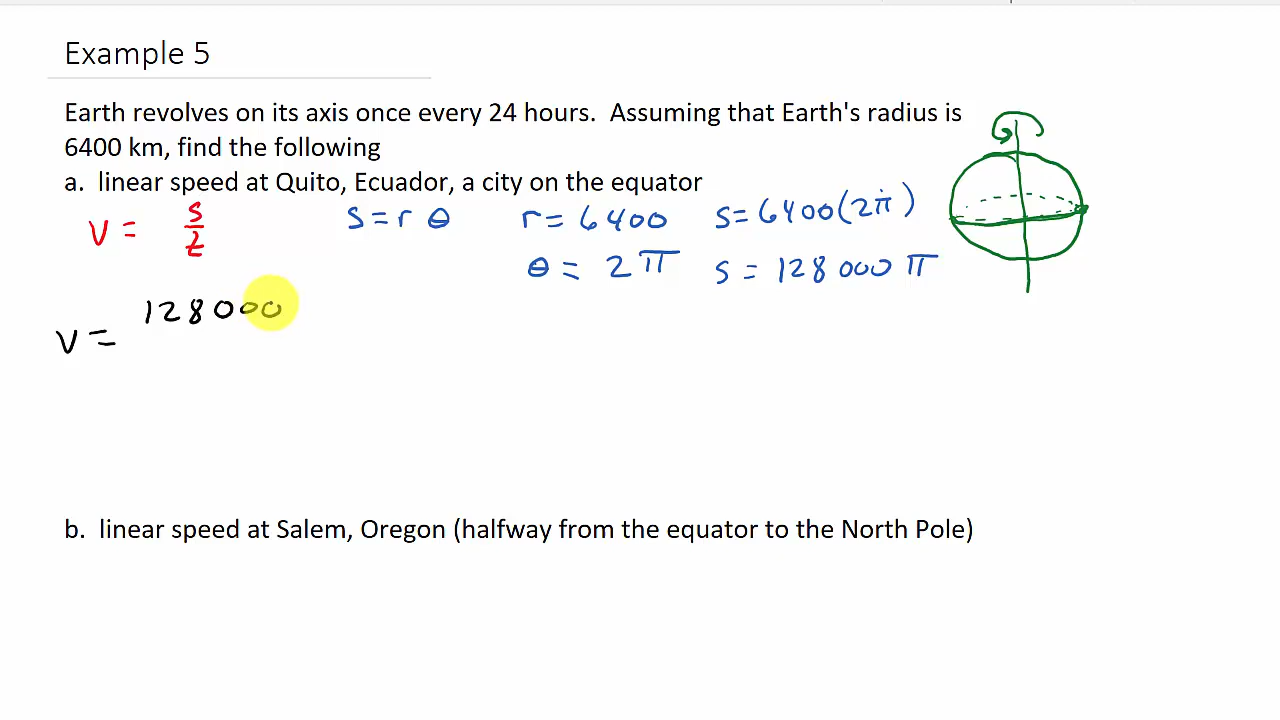 Example 5
Earth revolves on its axis once every 24 hours.  Assuming that Earth's radius is
6400 km, find the following
a.  linear speed at Quito, Ecuador, a city on the equator
v = s/t
s = r θ
r = 6400
s = 6400(2π)
θ = 2π
s = 128 000 π
v = 128000
b.  linear speed at Salem, Oregon (halfway from the equator to the North Pole)